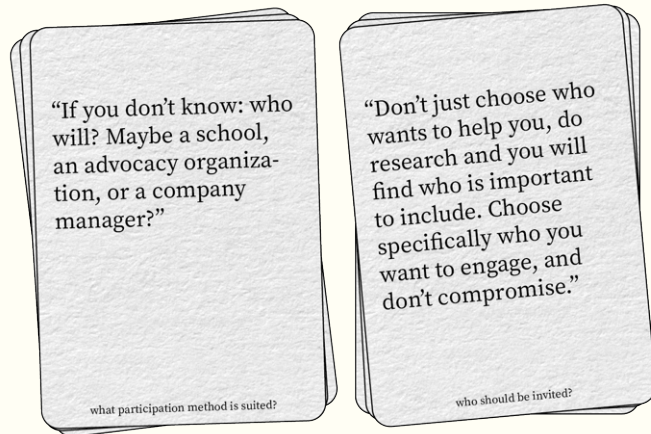 “If you don’t know: who
will? Maybe a school,
an advocacy organiza-
tion, or a company
manager?”
what participation method is suited?
“Don’t just choose who
wants to help you, do
research and you will
find who is important
to include. Choose
specifically who you
want to engage, and
don’t compromise.”
who should be invited?